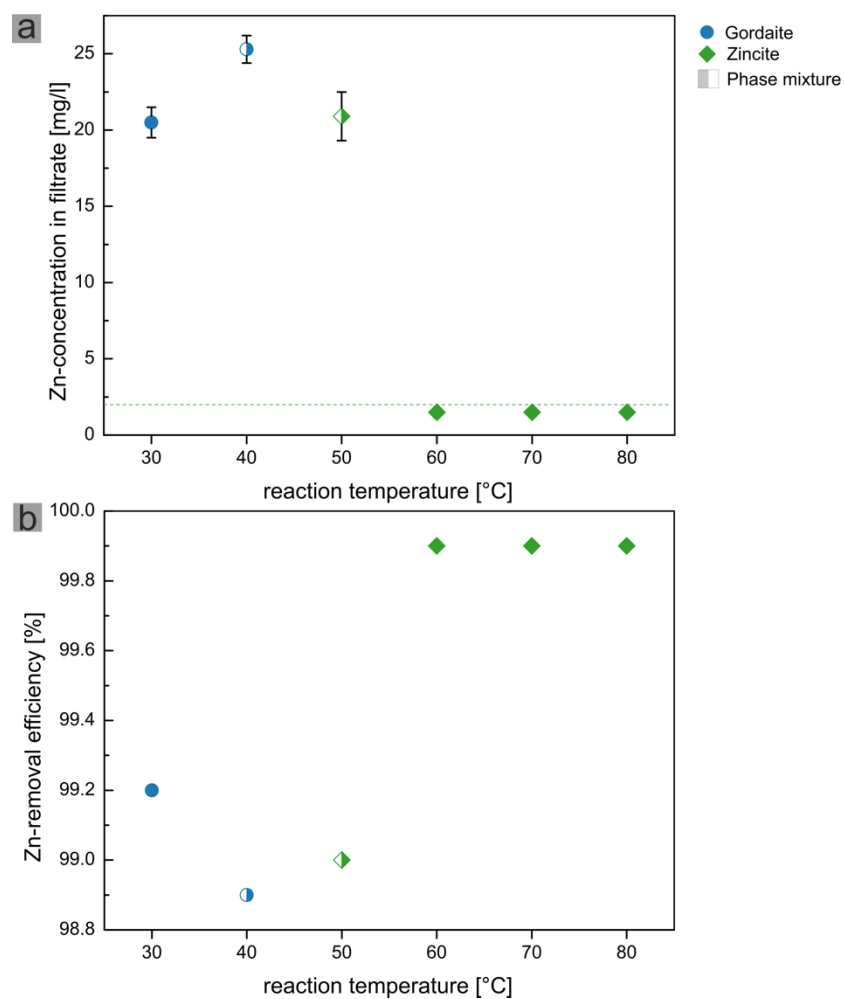 a
Gordaite
Zincite
Phase mixture
Zn-concentration in filtrate [mg/l]
25
20
15
10
5
0
30 40 50 60 70 80
reaction temperature [°C]
b
Zn-removal efficiency [%]
100.0
99.8
99.6
99.4
99.2
99.0
98.8
30 40 50 60 70 80
reaction temperature [°C]